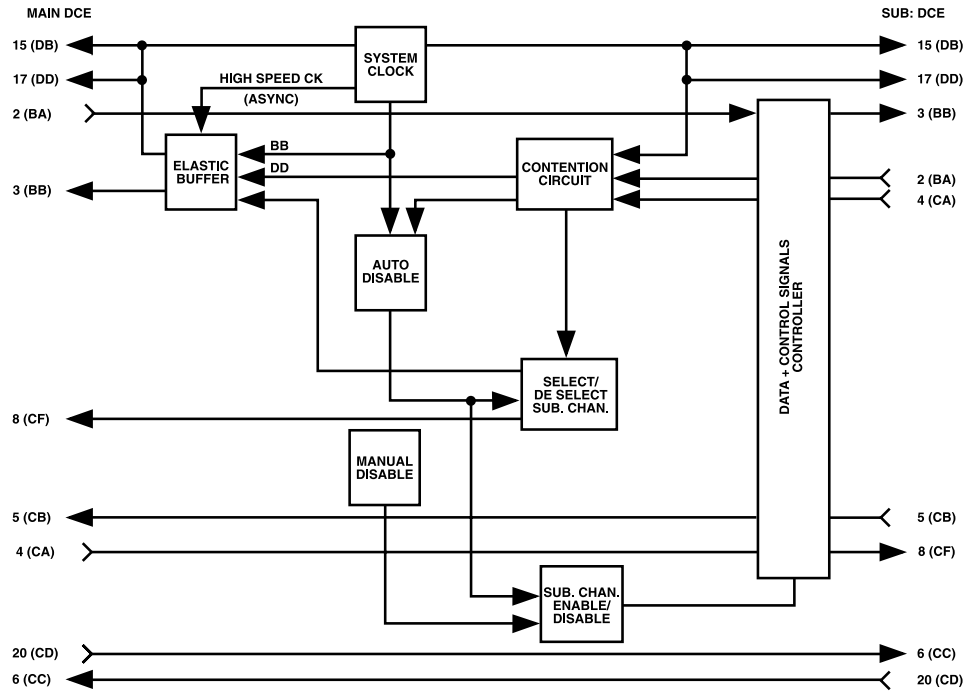 MAIN DCE
SUB: DCE
15 (DB)
SYSTEM
CLOCK
15 (DB)
17 (DD)
HIGH SPEED CK
(ASYNC)
17 (DD)
2 (BA)
3 (BB)
ELASTIC
BUFFER
BB
DD
CONTENTION
CIRCUIT
2 (BA)
3 (BB)
4 (CA)
AUTO
DISABLE
DATA + CONTROL SIGNALS
CONTROLLER
SELECT/
DE SELECT
SUB. CHAN.
8 (CF)
MANUAL
DISABLE
5 (CB)
5 (CB)
4 (CA)
8 (CF)
SUB. CHAN.
ENABLE/
DISABLE
20 (CD)
6 (CC)
6 (CC)
20 (CD)